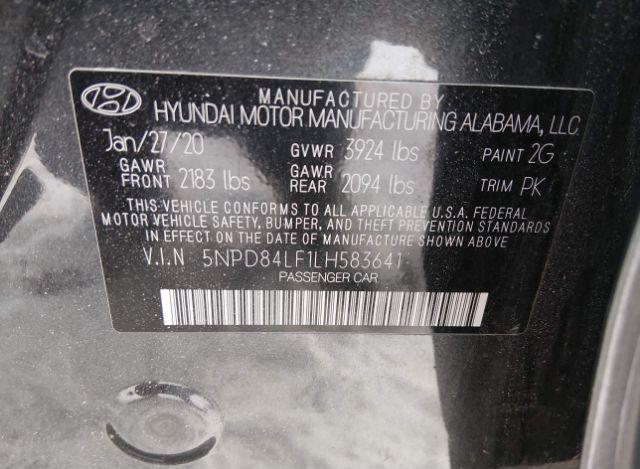 MANUFACTURED BY
HYUNDAI MOTOR MANUFACTURING ALABAMA, LLC
Jan/27/20 GVWR 3924 lbs PAINT 2G
GAWR FRONT 2183 lbs GAWR REAR 2094 lbs TRIM PK
THIS VEHICLE CONFORMS TO ALL APPLICABLE U.S.A. FEDERAL
MOTOR VEHICLE SAFETY, BUMPER, AND THEFT PREVENTION STANDARDS
IN EFFECT ON THE DATE OF MANUFACTURE SHOWN ABOVE.
V.I.N 5NPD84LF1LH583641
PASSENGER CAR